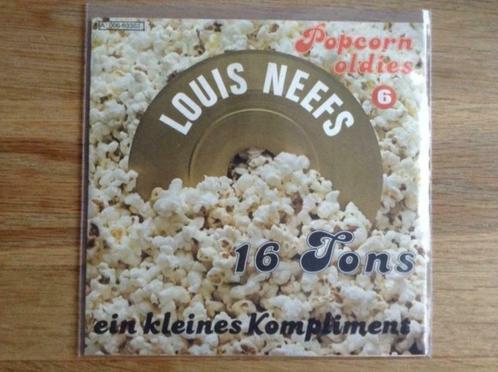 Popcorn
oldies
6
LOUIS NEEFS
16 Tons
ein kleines Kompliment